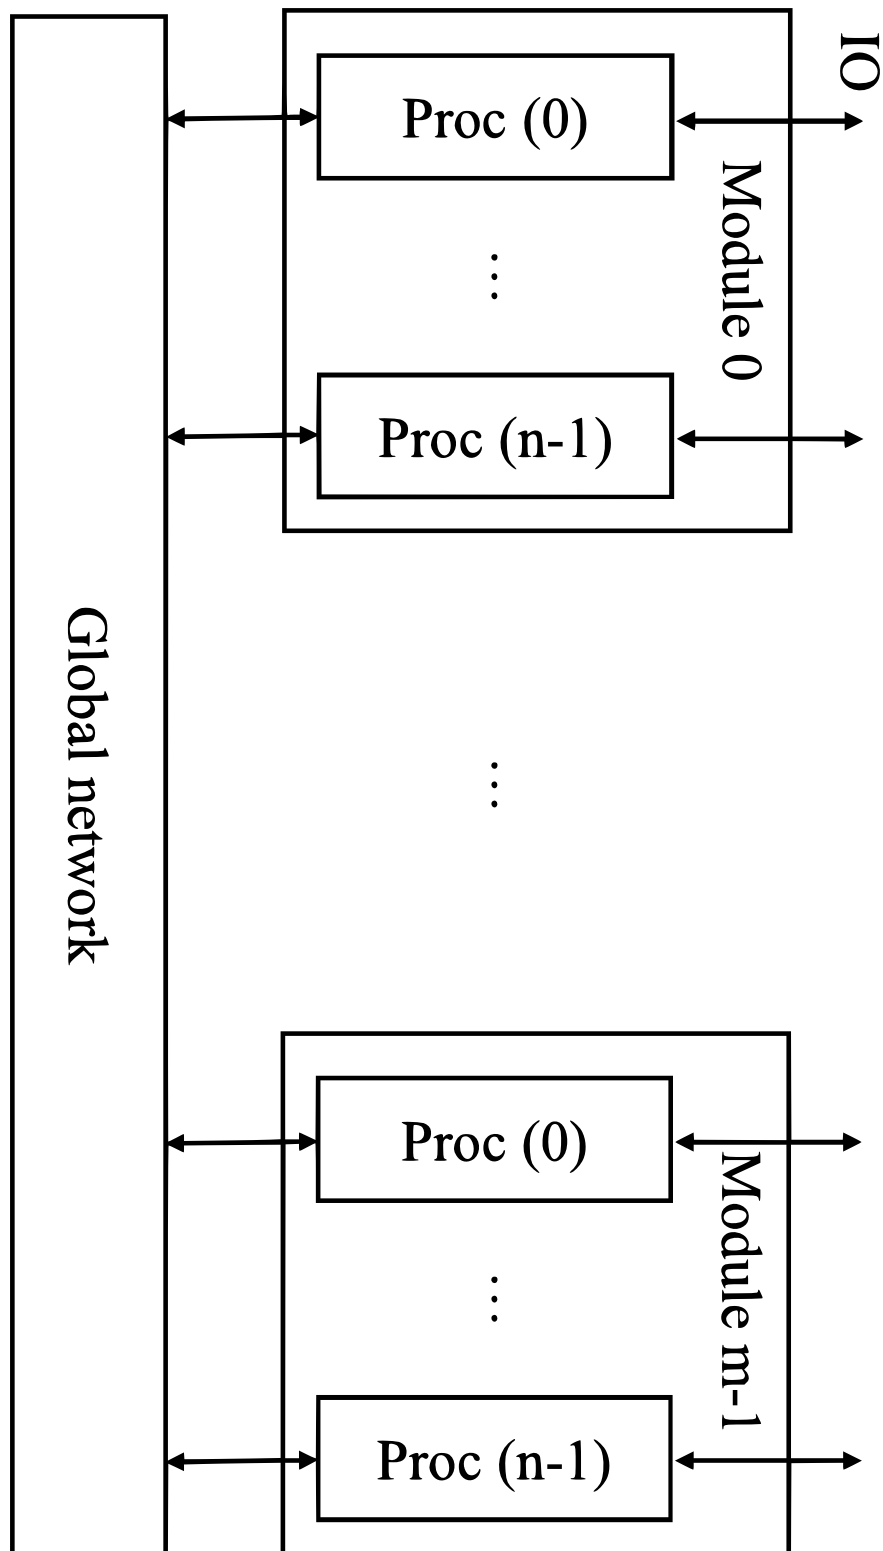 IO
Proc (0)
Module 0
⋮
Proc (n-1)
Global network
⋮
Proc (0)
Module m-1
⋮
Proc (n-1)